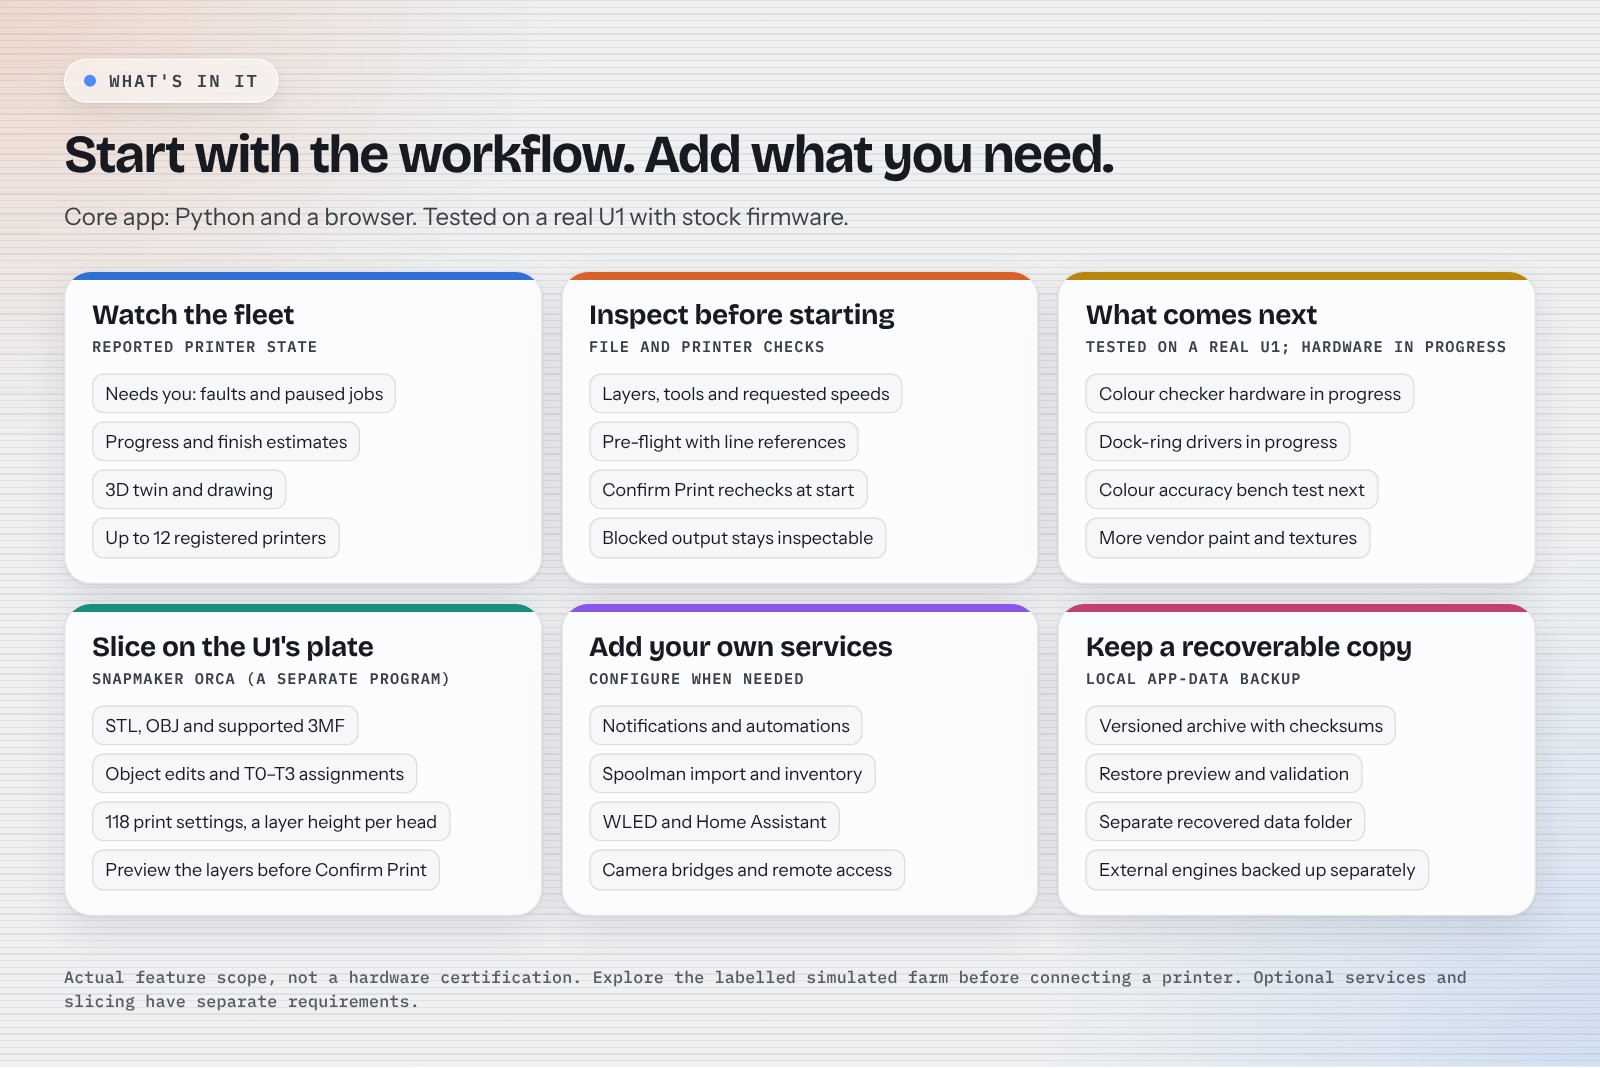 WHAT'S IN IT
Start with the workflow. Add what you need.
Core app: Python and a browser. Tested on a real U1 with stock firmware.
Watch the fleet
REPORTED PRINTER STATE
Needs you: faults and paused jobs
Progress and finish estimates
3D twin and drawing
Up to 12 registered printers
Inspect before starting
FILE AND PRINTER CHECKS
Layers, tools and requested speeds
Pre-flight with line references
Confirm Print rechecks at start
Blocked output stays inspectable
What comes next
TESTED ON A REAL U1; HARDWARE IN PROGRESS
Colour checker hardware in progress
Dock-ring drivers in progress
Colour accuracy bench test next
More vendor paint and textures
Slice on the U1's plate
SNAPMAKER ORCA (A SEPARATE PROGRAM)
STL, OBJ and supported 3MF
Object edits and T0–T3 assignments
118 print settings, a layer height per head
Preview the layers before Confirm Print
Add your own services
CONFIGURE WHEN NEEDED
Notifications and automations
Spoolman import and inventory
WLED and Home Assistant
Camera bridges and remote access
Keep a recoverable copy
LOCAL APP-DATA BACKUP
Versioned archive with checksums
Restore preview and validation
Separate recovered data folder
External engines backed up separately
Actual feature scope, not a hardware certification. Explore the labelled simulated farm before connecting a printer. Optional services and
slicing have separate requirements.